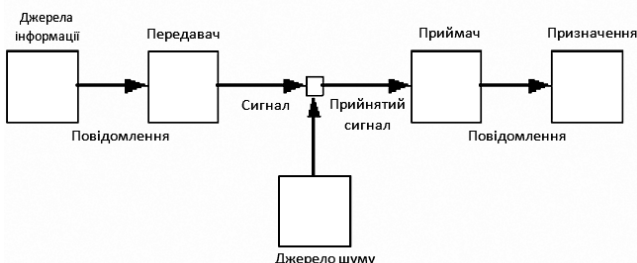 Джерела
інформації
Передавач
Приймач
Призначення
Сигнал
Прийнятий
сигнал
Повідомлення
Повідомлення
Джерело шуму